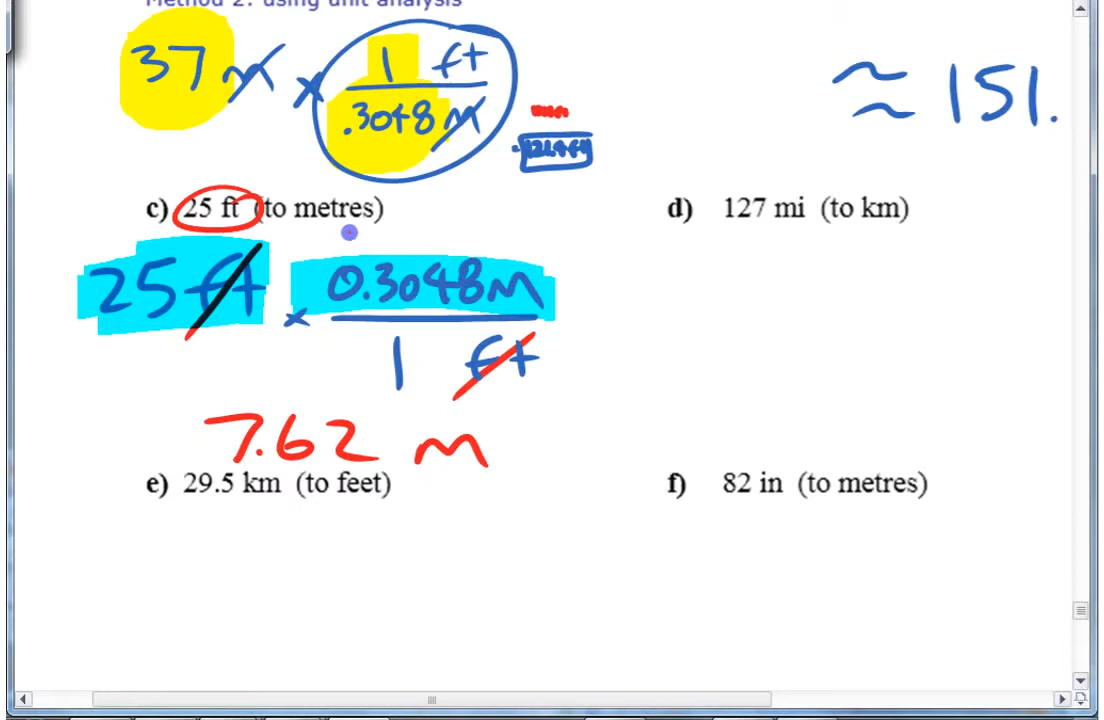 Method 2: using unit analysis
37 m × 1 ft
.3048 m
≈ 151.
c) 25 ft (to metres)
d) 127 mi (to km)
25 ft × 0.3048 m
1 ft
7.62 m
e) 29.5 km (to feet)
f) 82 in (to metres)